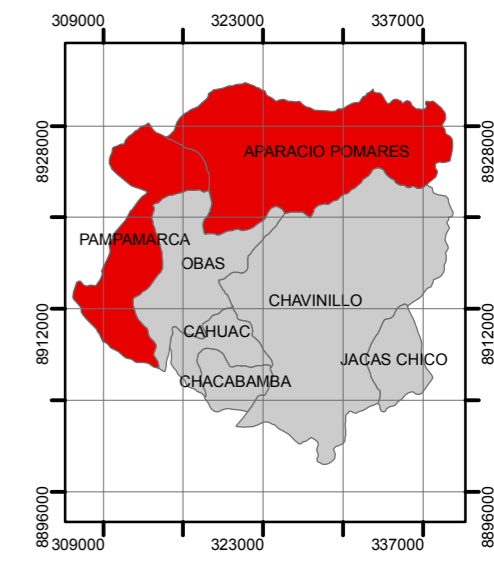 309000 323000 337000
8928000 8928000
APARACIO POMARES
PAMPAMARCA
OBAS
CHAVINILLO
8912000 8912000
CAHUAC
JACAS CHICO
CHACABAMBA
8896000 8896000
309000 323000 337000